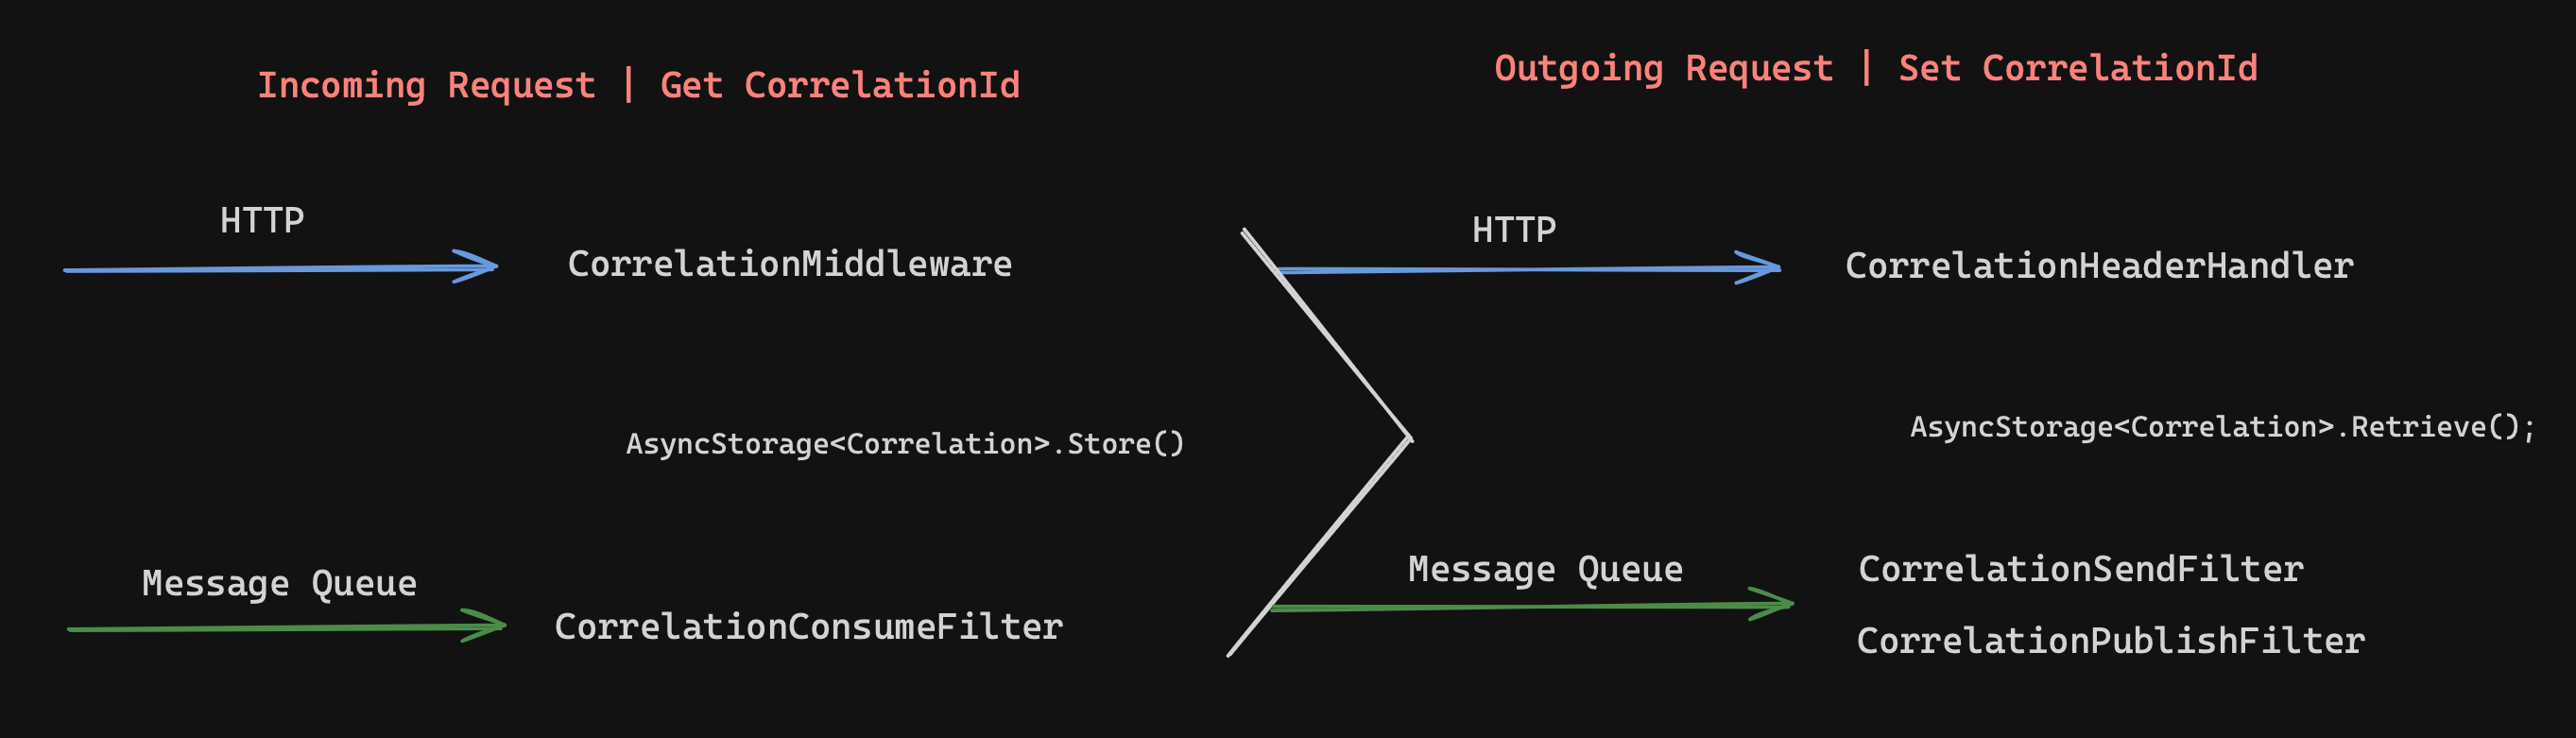 Incoming Request | Get CorrelationId
HTTP
CorrelationMiddleware
AsyncStorage<Correlation>.Store()
Message Queue
CorrelationConsumeFilter
Outgoing Request | Set CorrelationId
HTTP
CorrelationHeaderHandler
AsyncStorage<Correlation>.Retrieve();
Message Queue
CorrelationSendFilter
CorrelationPublishFilter